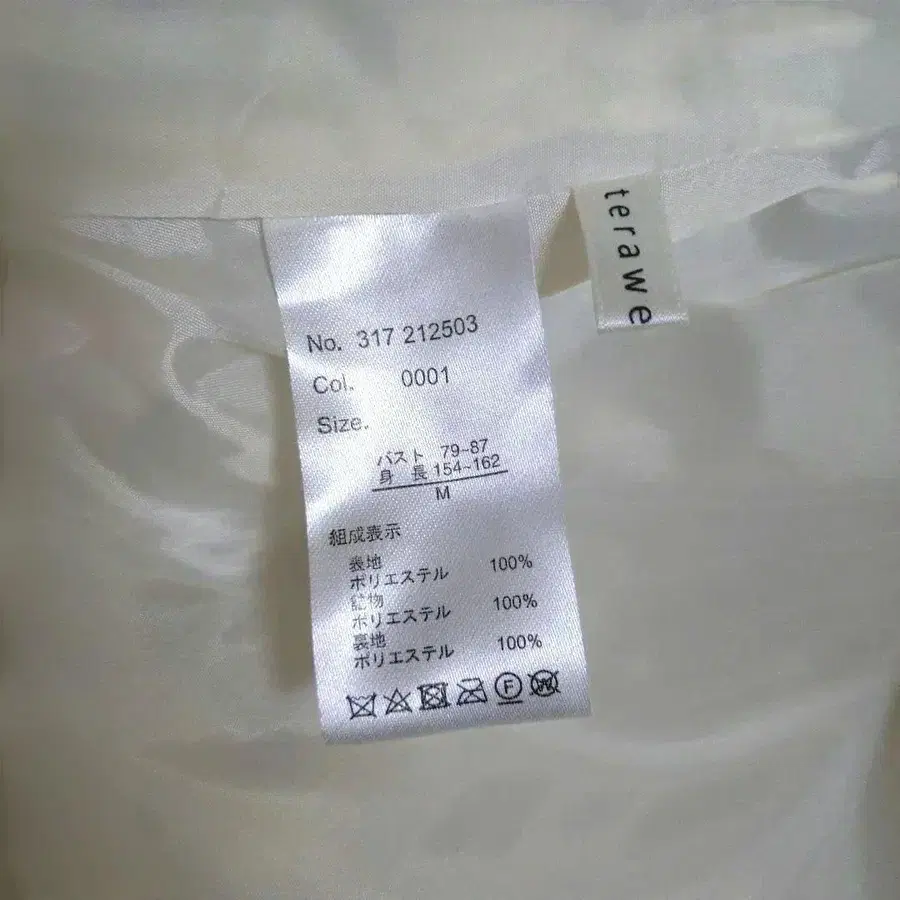 terawe
No. 317 212503
Col. 0001
Size.
バスト 79~87
身 長 154~162
M
組成表示
表地
ポリエステル 100%
詰物
ポリエステル 100%
裏地
ポリエステル 100%
F
W